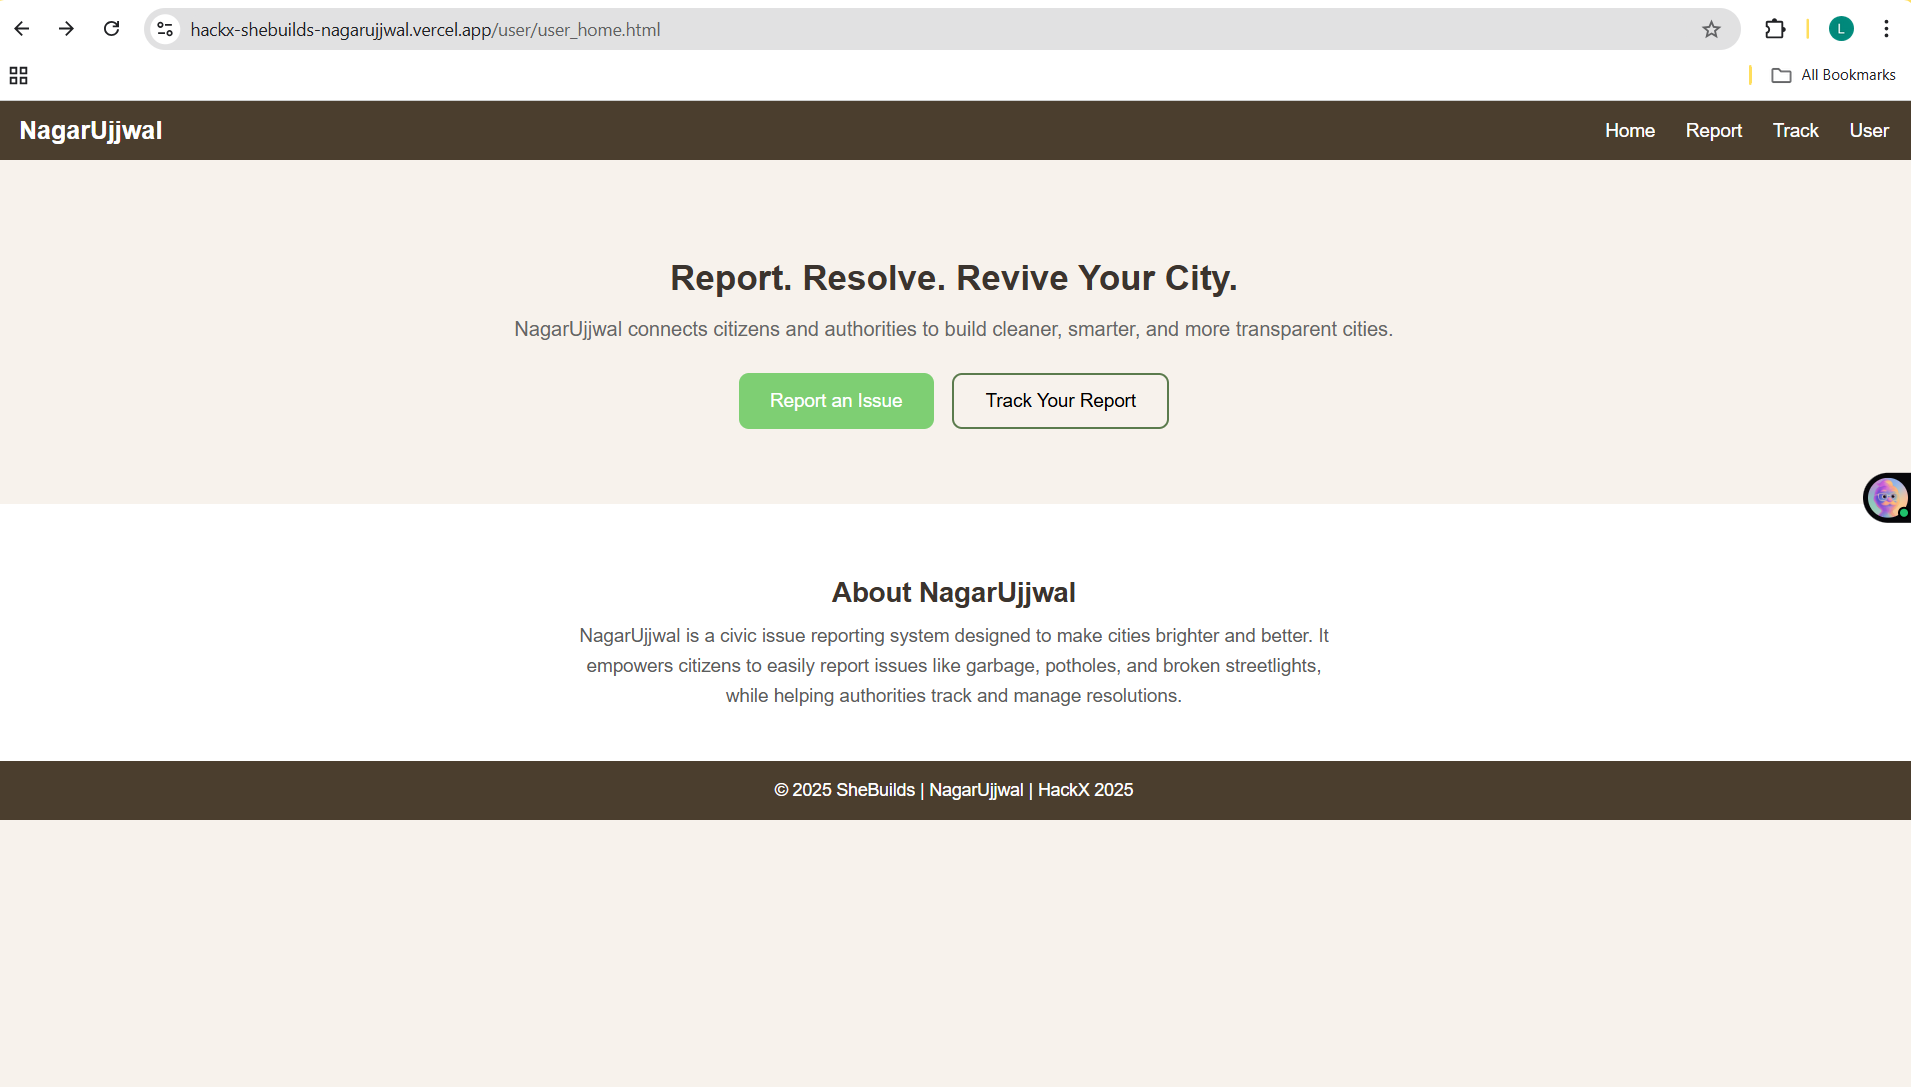 hackx-shebuilds-nagarujjwal.vercel.app/user/user_home.html
L
All Bookmarks
NagarUjjwal
Home
Report
Track
User
Report. Resolve. Revive Your City.
NagarUjjwal connects citizens and authorities to build cleaner, smarter, and more transparent cities.
Report an Issue
Track Your Report
About NagarUjjwal
NagarUjjwal is a civic issue reporting system designed to make cities brighter and better. It
empowers citizens to easily report issues like garbage, potholes, and broken streetlights,
while helping authorities track and manage resolutions.
© 2025 SheBuilds | NagarUjjwal | HackX 2025